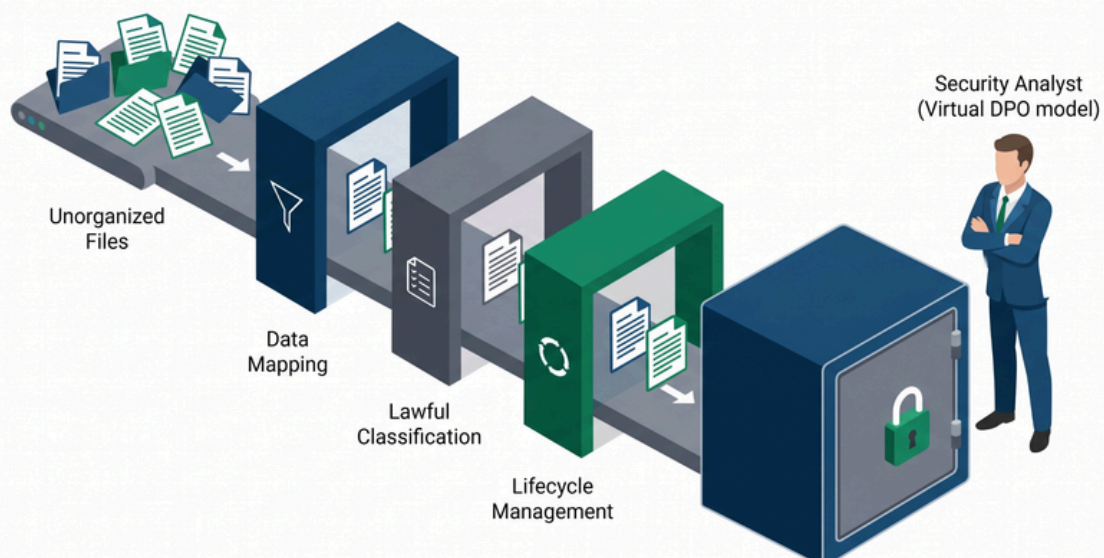 Unorganized
Files
Data
Mapping
Lawful
Classification
Lifecycle
Management
Security Analyst
(Virtual DPO model)